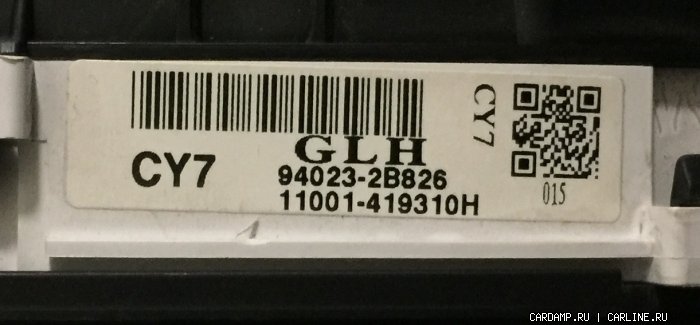 GLH
CY7
94023-2B826
11001-419310H
CY7
015
CARDAMP.RU | CARLINE.RU